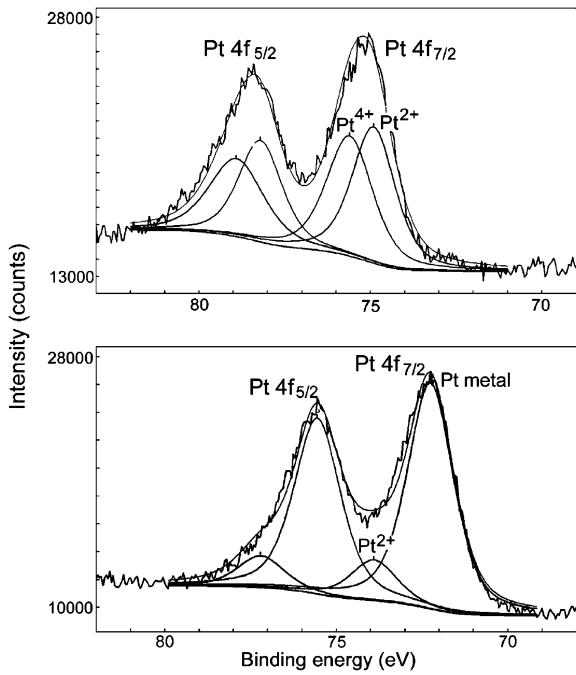 28000
Pt 4f5/2
Pt 4f7/2
Pt4+
Pt2+
13000
80
75
70
Intensity (counts)
28000
Pt 4f7/2
Pt 4f5/2
Pt metal
Pt2+
10000
80
75
70
Binding energy (eV)